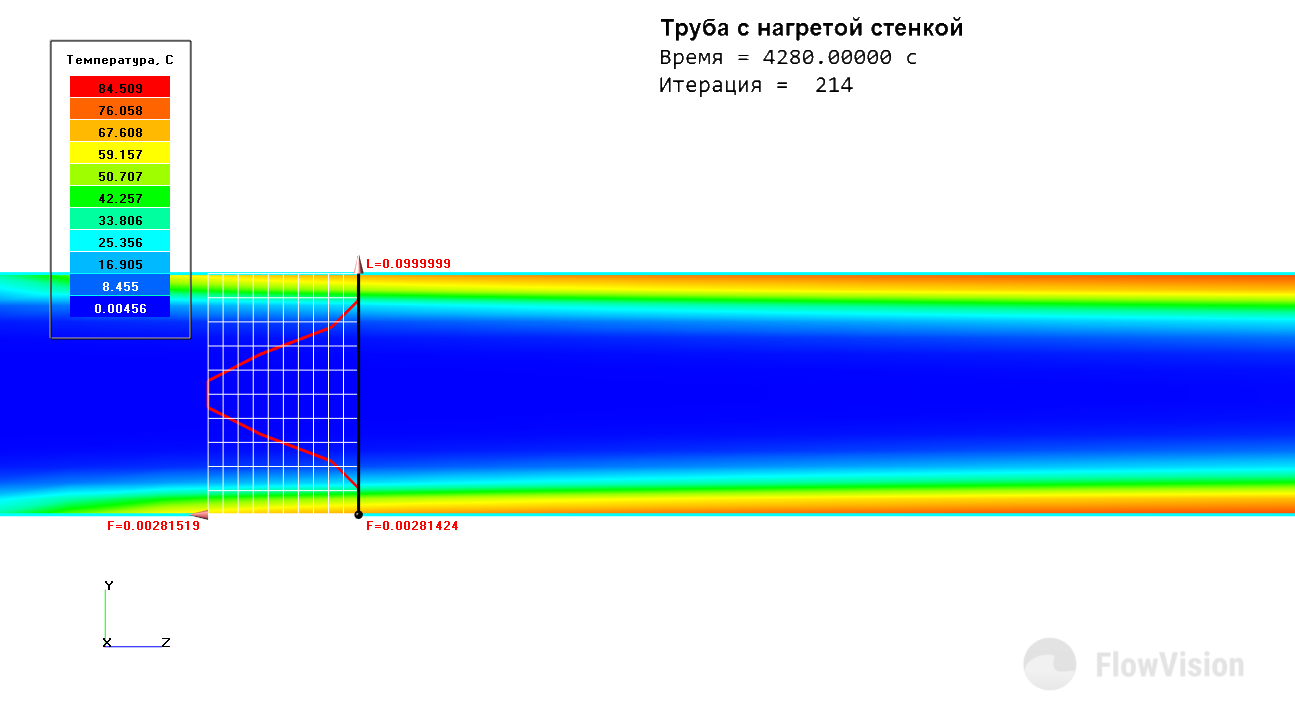 Труба с нагретой стенкой
Время = 4280.00000 с
Итерация = 214
Температура, С
84.509
76.058
67.608
59.157
50.707
42.257
33.806
25.356
16.905
8.455
0.00456
L=0.0999999
F=0.00281519
F=0.00281424
Y
X
Z
FlowVision